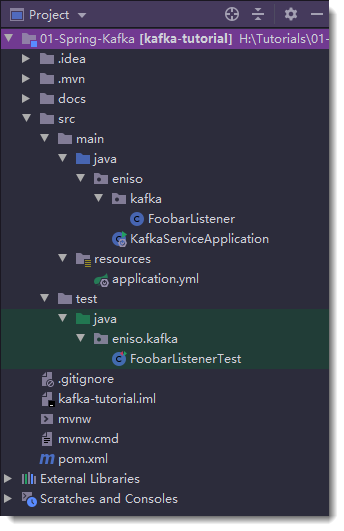 Project
01-Spring-Kafka [kafka-tutorial] H:\Tutorials\01-
.idea
.mvn
docs
src
main
java
eniso
kafka
FoobarListener
KafkaServiceApplication
resources
application.yml
test
java
eniso.kafka
FoobarListenerTest
.gitignore
kafka-tutorial.iml
mvnw
mvnw.cmd
pom.xml
External Libraries
Scratches and Consoles